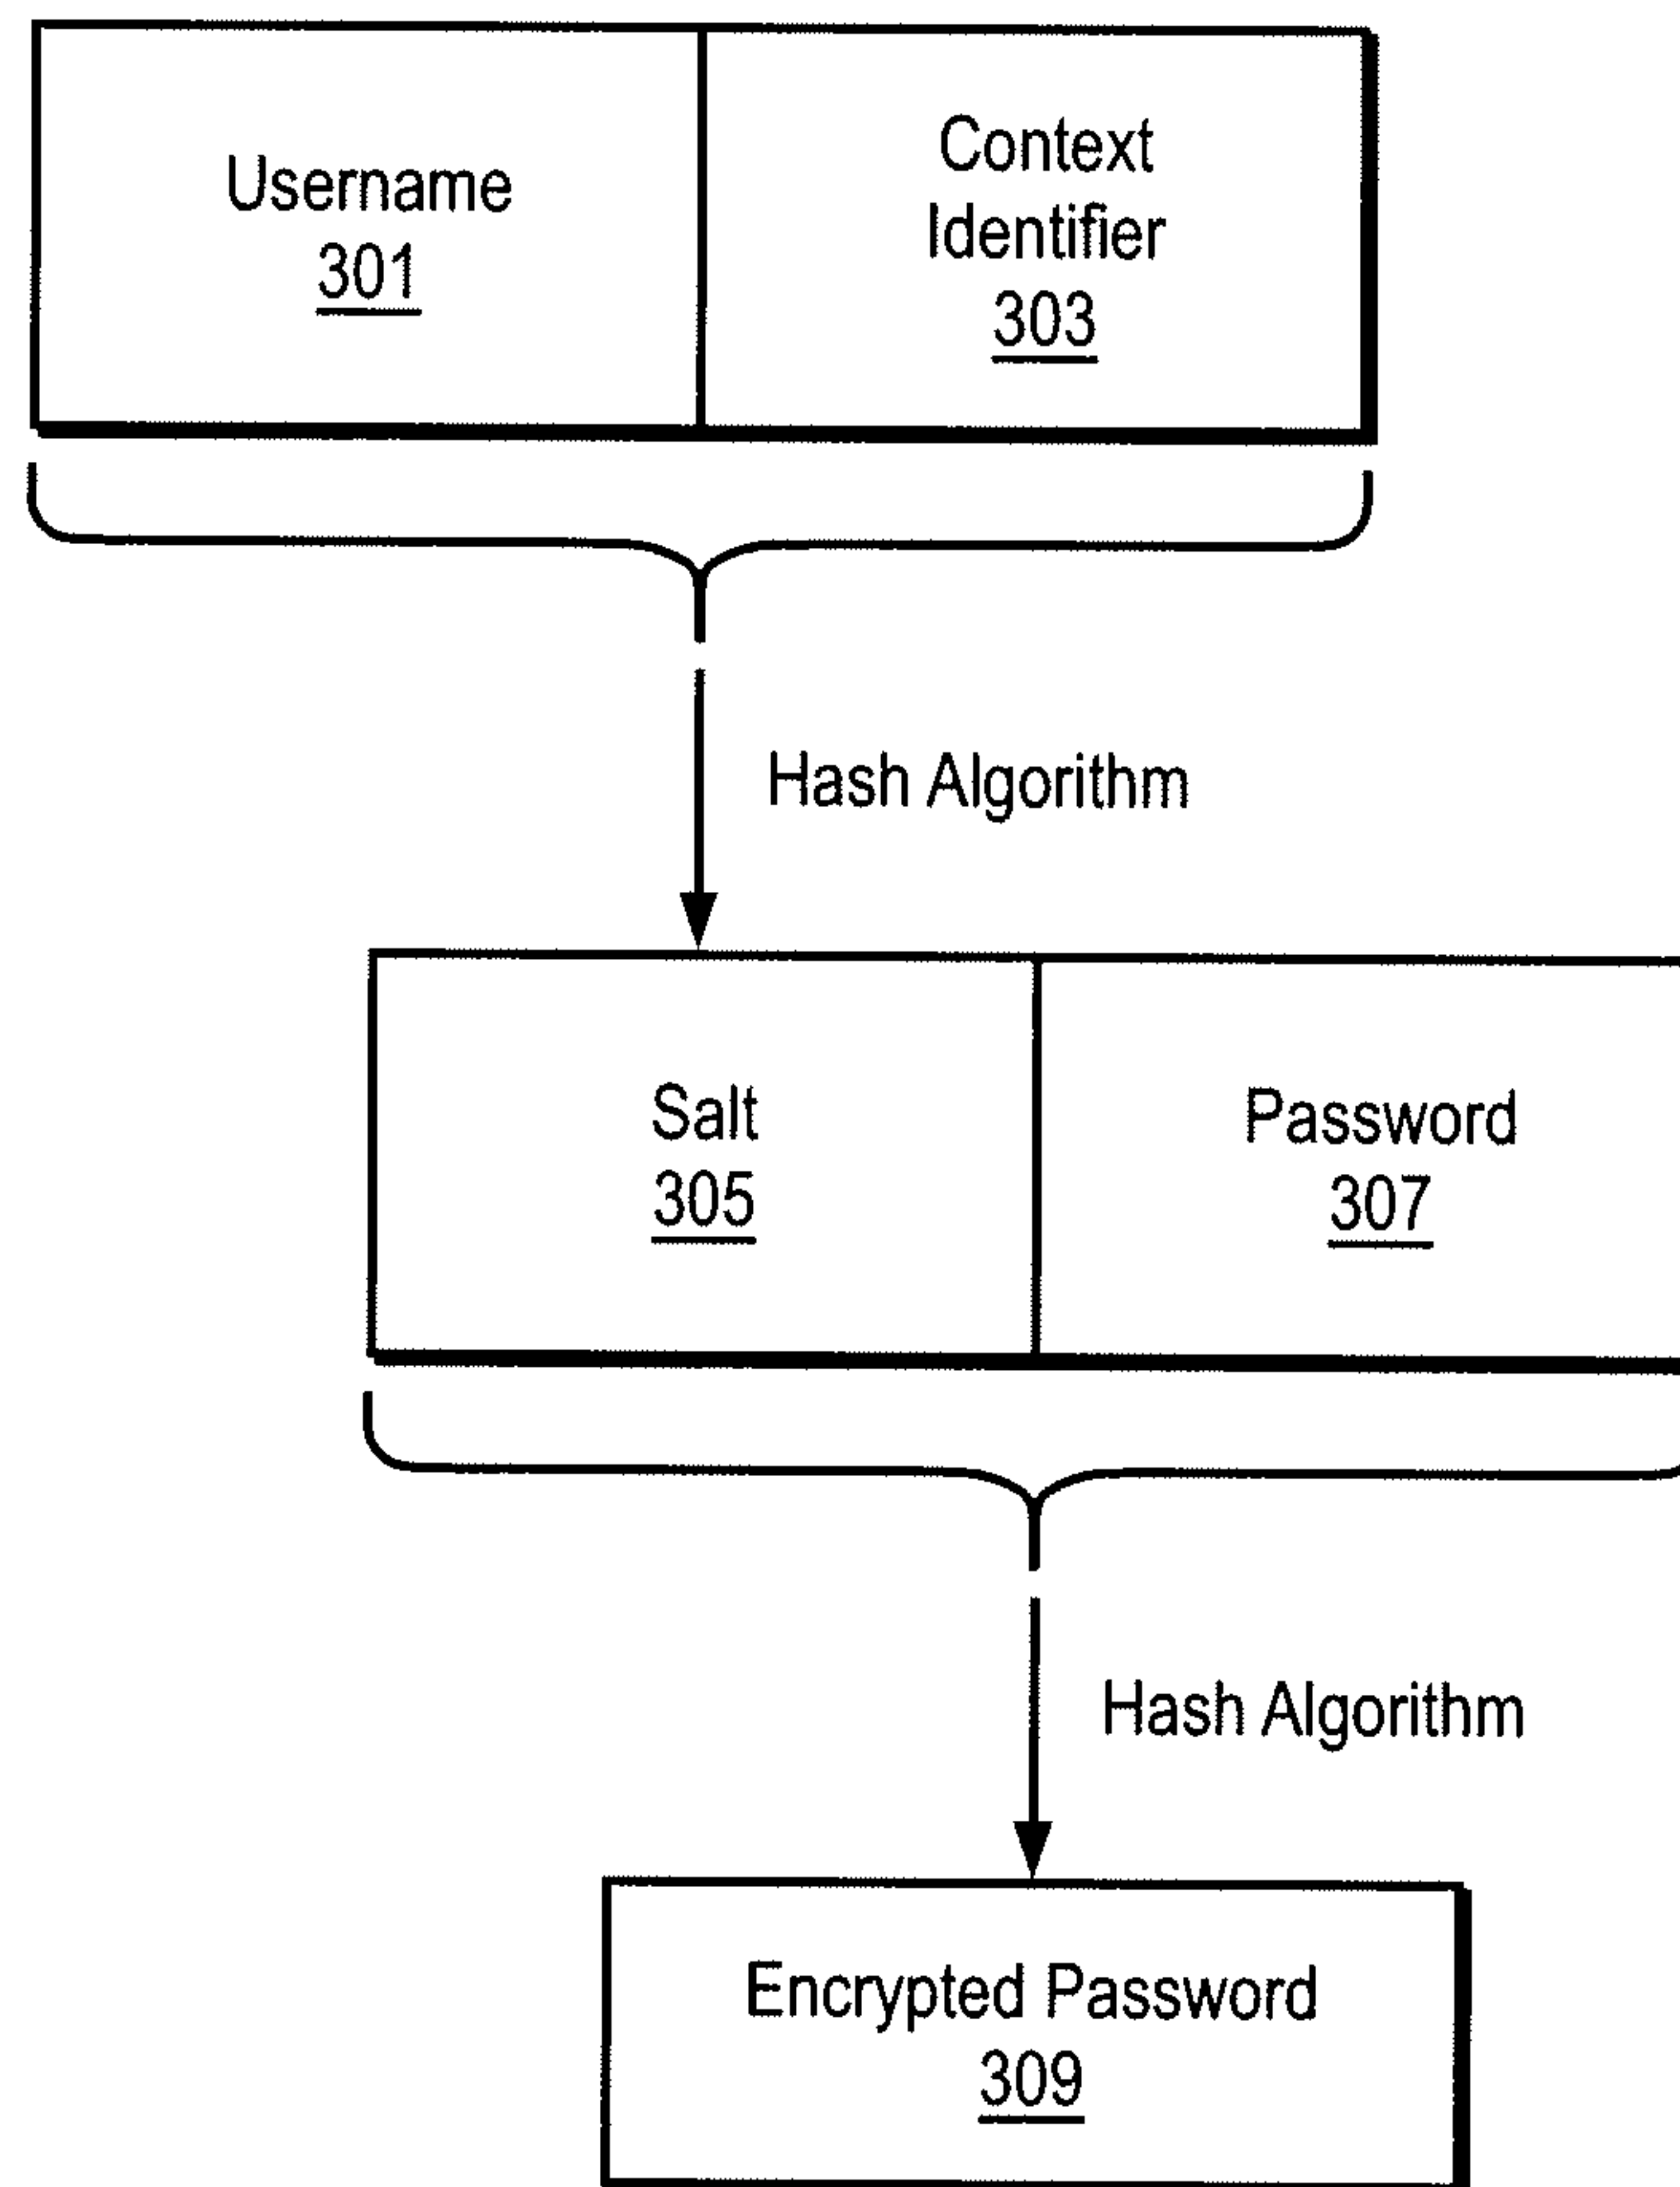 Username
301
Context
Identifier
303
Hash Algorithm
Salt
305
Password
307
Hash Algorithm
Encrypted Password
309